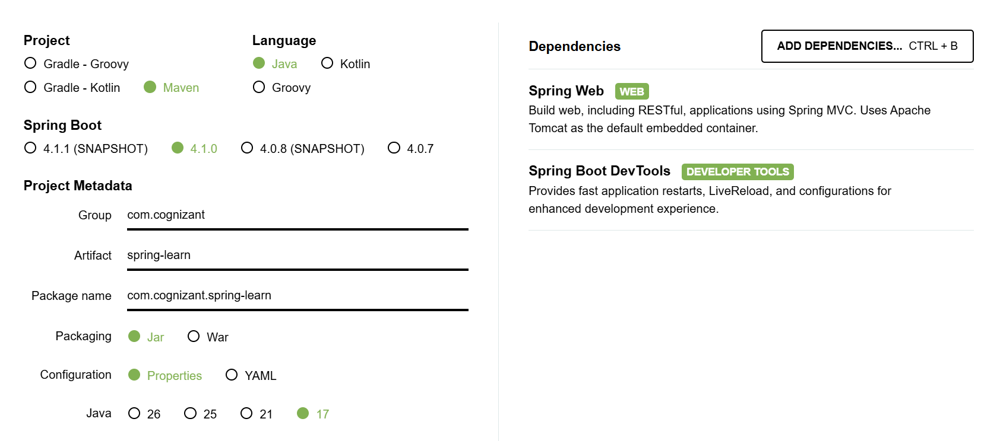 Project
Gradle - Groovy
Gradle - Kotlin Maven
Language
Java Kotlin
Groovy
Spring Boot
4.1.1 (SNAPSHOT) 4.1.0 4.0.8 (SNAPSHOT) 4.0.7
Project Metadata
Group com.cognizant
Artifact spring-learn
Package name com.cognizant.spring-learn
Packaging Jar War
Configuration Properties YAML
Java 26 25 21 17
Dependencies ADD DEPENDENCIES... CTRL + B
Spring Web WEB
Build web, including RESTful, applications using Spring MVC. Uses Apache
Tomcat as the default embedded container.
Spring Boot DevTools DEVELOPER TOOLS
Provides fast application restarts, LiveReload, and configurations for
enhanced development experience.